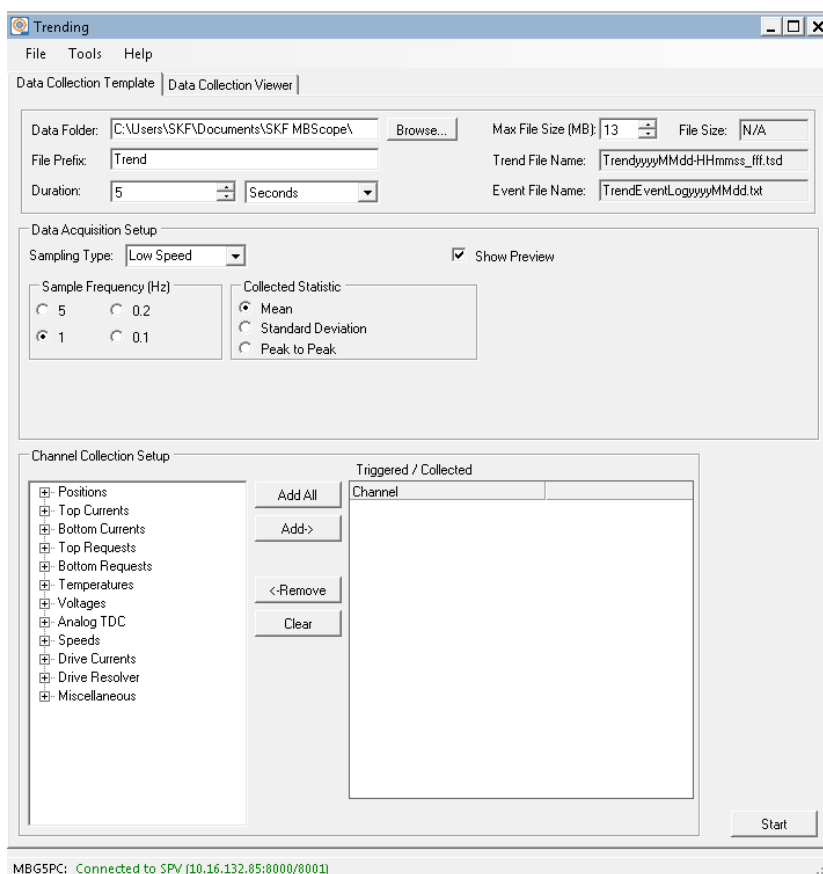 Trending
File Tools Help
Data Collection Template Data Collection Viewer
Data Folder: C:\Users\SKF\Documents\SKF MBScope\ Browse... Max File Size (MB): 13 File Size: N/A
File Prefix: Trend Trend File Name: TrendyyyyMMdd-HHmmss_fff.tsd
Duration: 5 Seconds Event File Name: TrendEventLogyyyyMMdd.txt
Data Acquisition Setup
Sampling Type: Low Speed Show Preview
Sample Frequency (Hz) Collected Statistic
5 0.2 Mean
Standard Deviation
1 0.1
Peak to Peak
Channel Collection Setup
Triggered / Collected
Positions Add All Channel
Top Currents
Bottom Currents Add->
Top Requests
Bottom Requests
Temperatures <-Remove
Voltages
Analog TDC Clear
Speeds
Drive Currents
Drive Resolver
Miscellaneous
Start
MBG5PC: Connected to SPV (10.16.132.85:8000/8001)